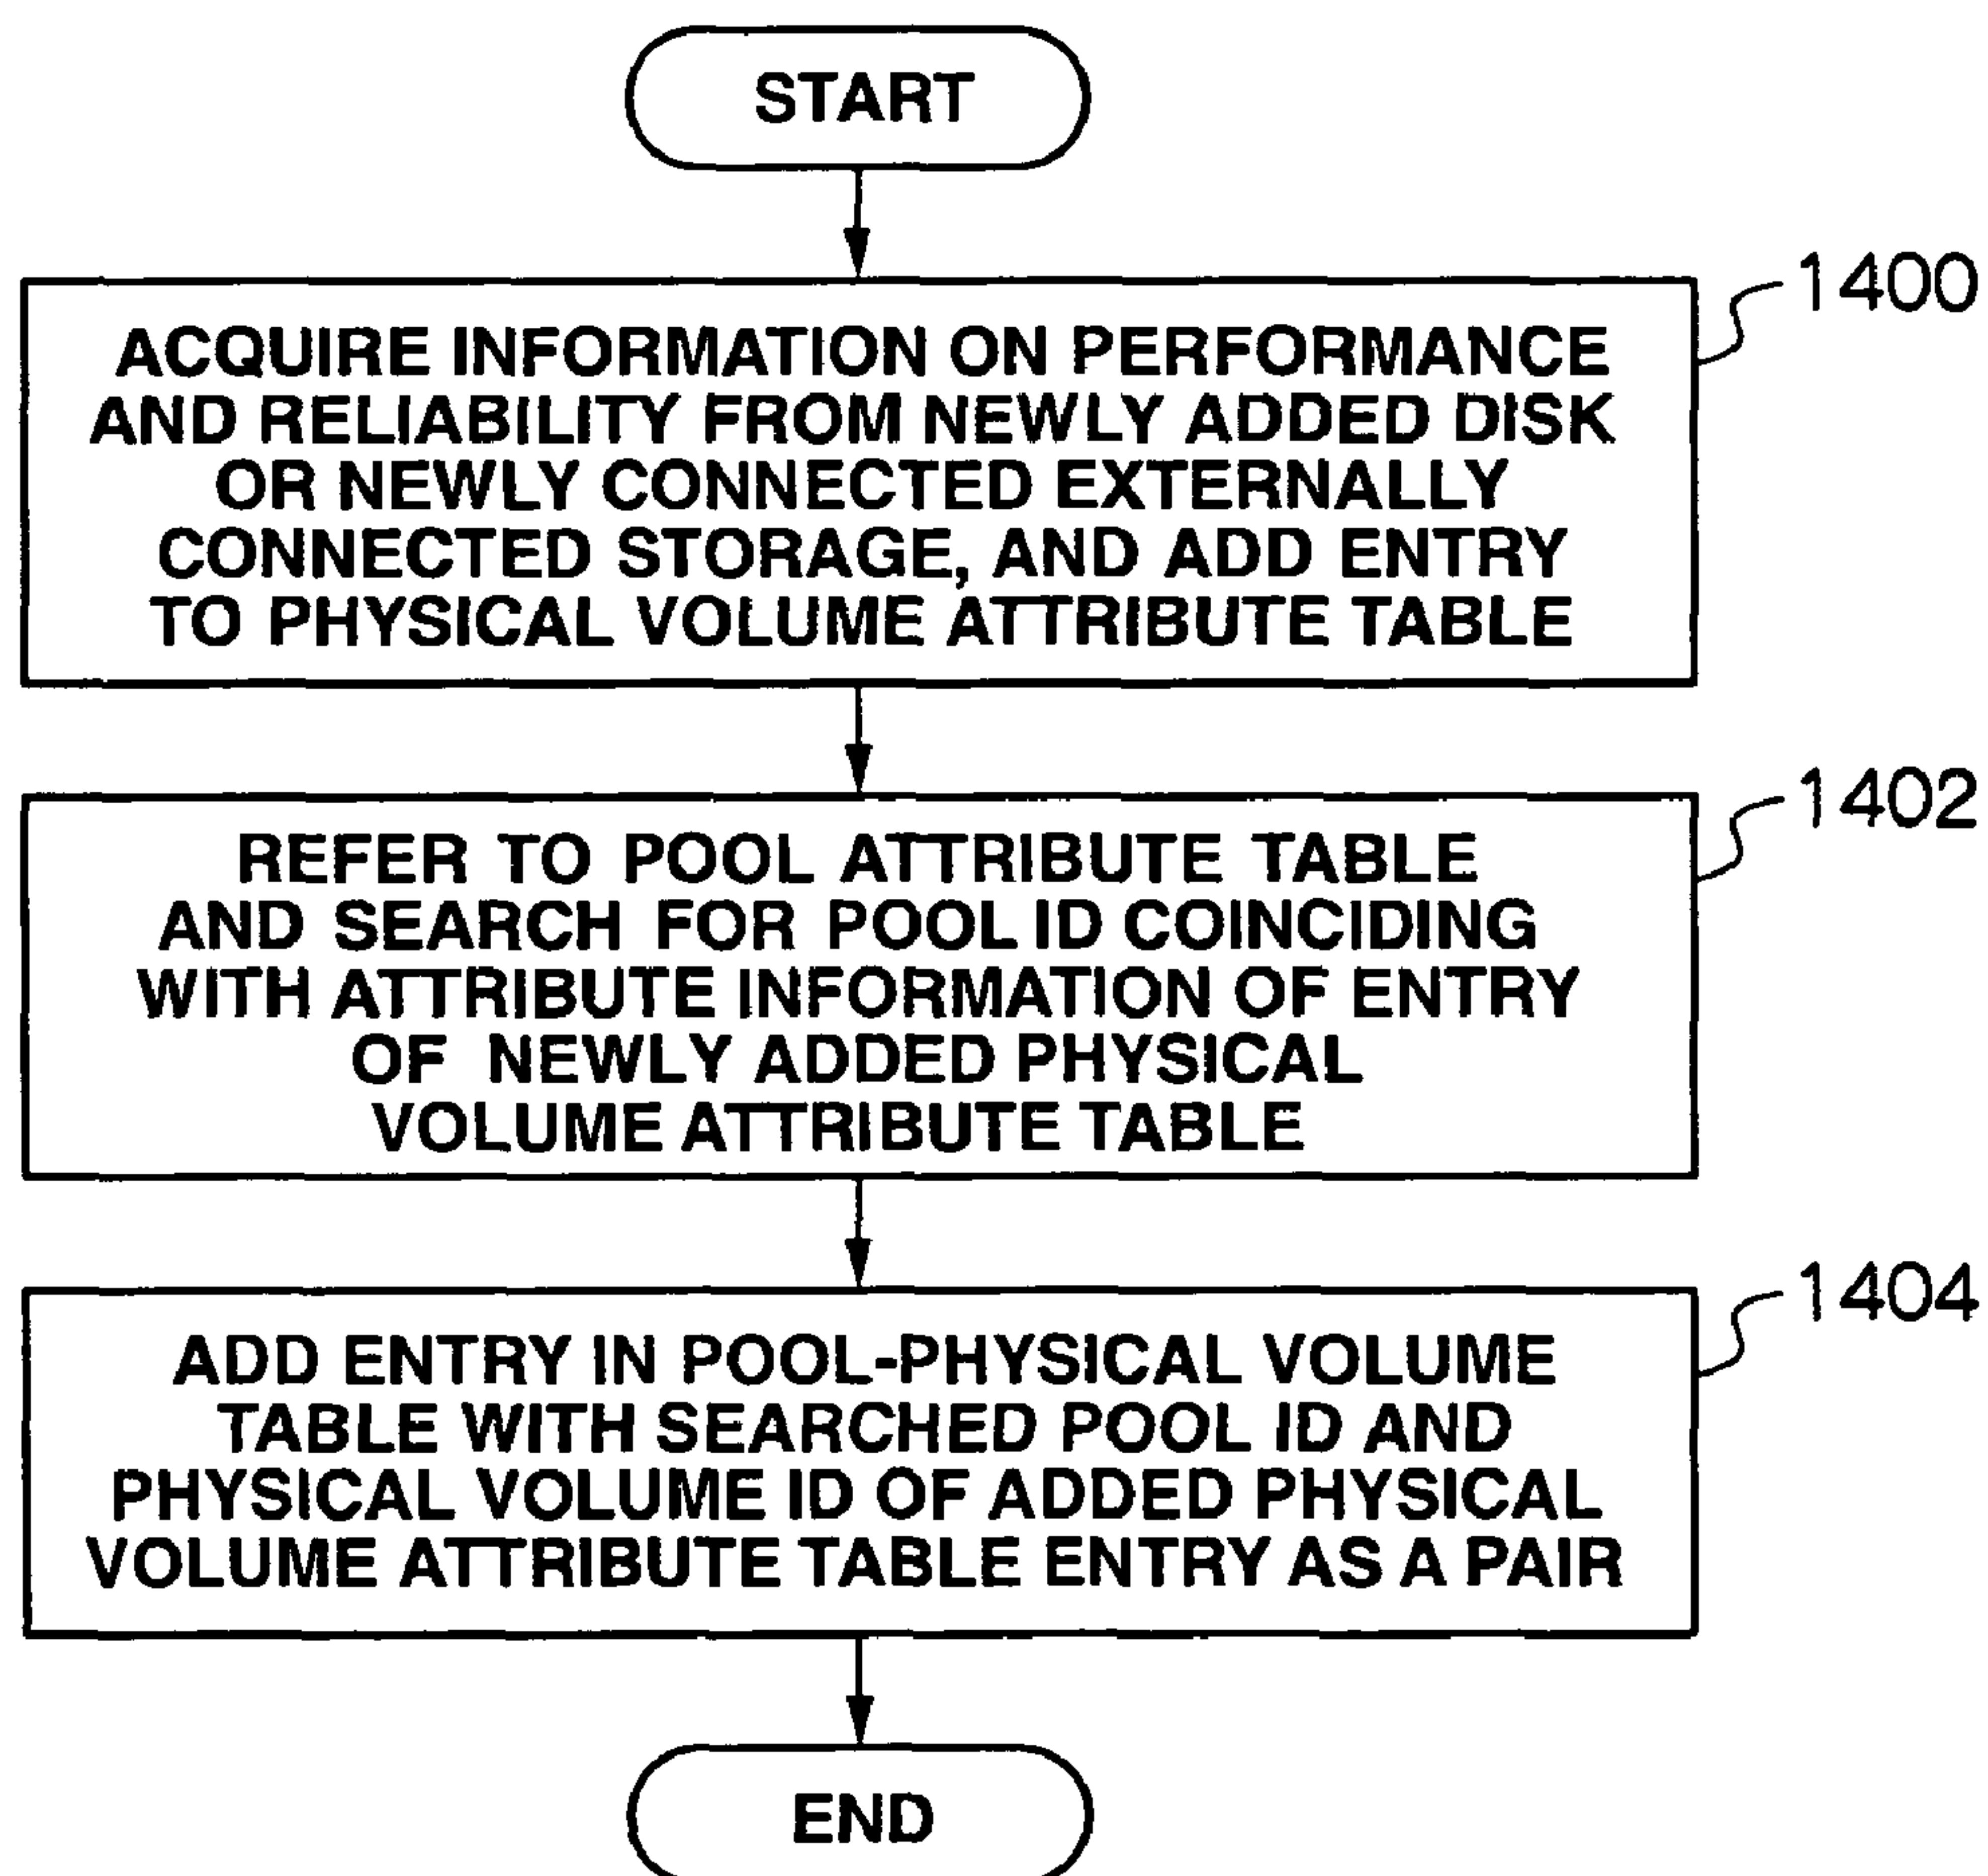 START
1400
ACQUIRE INFORMATION ON PERFORMANCE
AND RELIABILITY FROM NEWLY ADDED DISK
OR NEWLY CONNECTED EXTERNALLY
CONNECTED STORAGE, AND ADD ENTRY
TO PHYSICAL VOLUME ATTRIBUTE TABLE
1402
REFER TO POOL ATTRIBUTE TABLE
AND SEARCH FOR POOL ID COINCIDING
WITH ATTRIBUTE INFORMATION OF ENTRY
OF NEWLY ADDED PHYSICAL
VOLUME ATTRIBUTE TABLE
1404
ADD ENTRY IN POOL-PHYSICAL VOLUME
TABLE WITH SEARCHED POOL ID AND
PHYSICAL VOLUME ID OF ADDED PHYSICAL
VOLUME ATTRIBUTE TABLE ENTRY AS A PAIR
END